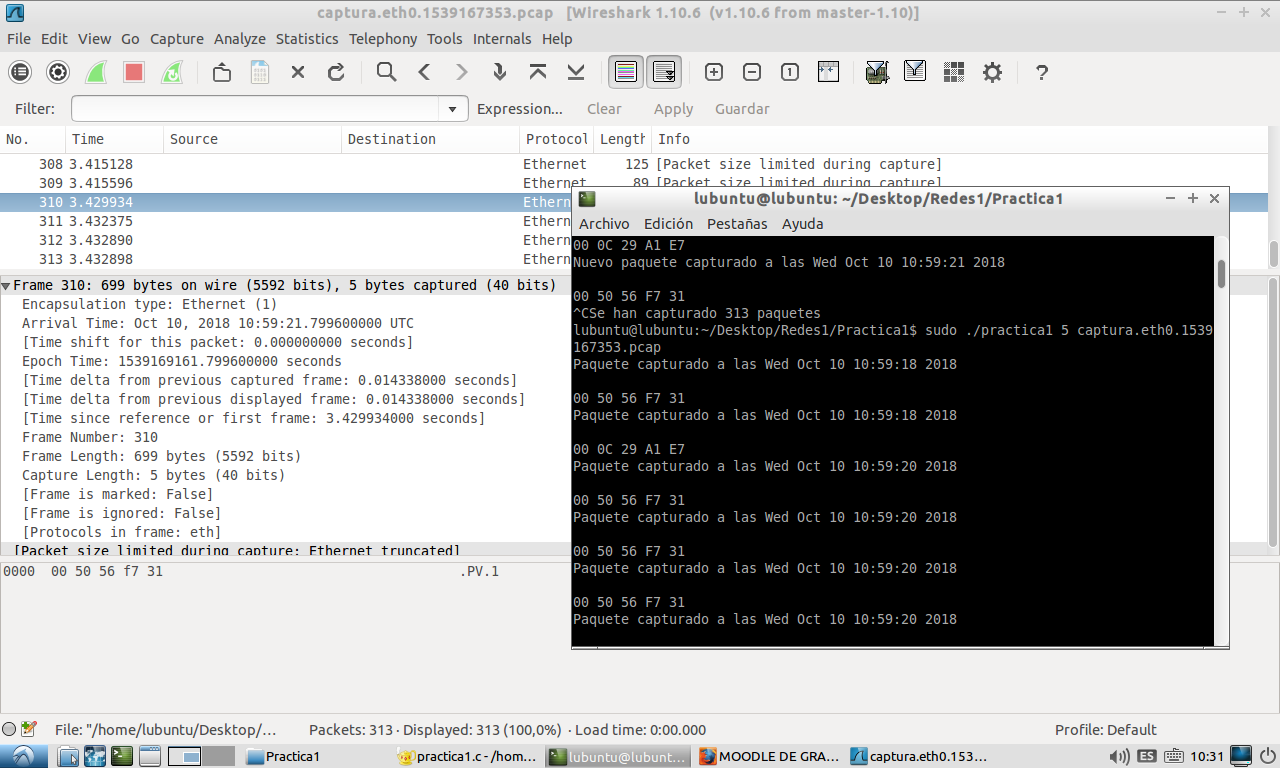 captura.eth0.1539167353.pcap [Wireshark 1.10.6 (v1.10.6 from master-1.10)]
File Edit View Go Capture Analyze Statistics Telephony Tools Internals Help
Filter: Expression... Clear Apply Guardar
No. Time Source Destination Protocol Length Info
308 3.415128 Ethernet 125 [Packet size limited during capture]
309 3.415596 Ethernet 89 [Packet size limited during capture]
310 3.429934 Ethern
311 3.432375 Ethern
312 3.432890 Ethern
313 3.432898 Ethern
Frame 310: 699 bytes on wire (5592 bits), 5 bytes captured (40 bits)
Encapsulation type: Ethernet (1)
Arrival Time: Oct 10, 2018 10:59:21.799600000 UTC
[Time shift for this packet: 0.000000000 seconds]
Epoch Time: 1539169161.799600000 seconds
[Time delta from previous captured frame: 0.014338000 seconds]
[Time delta from previous displayed frame: 0.014338000 seconds]
[Time since reference or first frame: 3.429934000 seconds]
Frame Number: 310
Frame Length: 699 bytes (5592 bits)
Capture Length: 5 bytes (40 bits)
[Frame is marked: False]
[Frame is ignored: False]
[Protocols in frame: eth]
[Packet size limited during capture: Ethernet truncated]
0000 00 50 56 f7 31 .PV.1
lubuntu@lubuntu: ~/Desktop/Redes1/Practica1
Archivo Edición Pestañas Ayuda
00 0C 29 A1 E7
Nuevo paquete capturado a las Wed Oct 10 10:59:21 2018
00 50 56 F7 31
^CSe han capturado 313 paquetes
lubuntu@lubuntu:~/Desktop/Redes1/Practica1$ sudo ./practica1 5 captura.eth0.1539
167353.pcap
Paquete capturado a las Wed Oct 10 10:59:18 2018
00 50 56 F7 31
Paquete capturado a las Wed Oct 10 10:59:18 2018
00 0C 29 A1 E7
Paquete capturado a las Wed Oct 10 10:59:20 2018
00 50 56 F7 31
Paquete capturado a las Wed Oct 10 10:59:20 2018
00 50 56 F7 31
Paquete capturado a las Wed Oct 10 10:59:20 2018
00 50 56 F7 31
Paquete capturado a las Wed Oct 10 10:59:20 2018
File: "/home/lubuntu/Desktop/... Packets: 313 · Displayed: 313 (100,0%) · Load time: 0:00.000 Profile: Default
Practica1 practica1.c - /hom... lubuntu@lubunt... MOODLE DE GRA... captura.eth0.153... ES 10:31